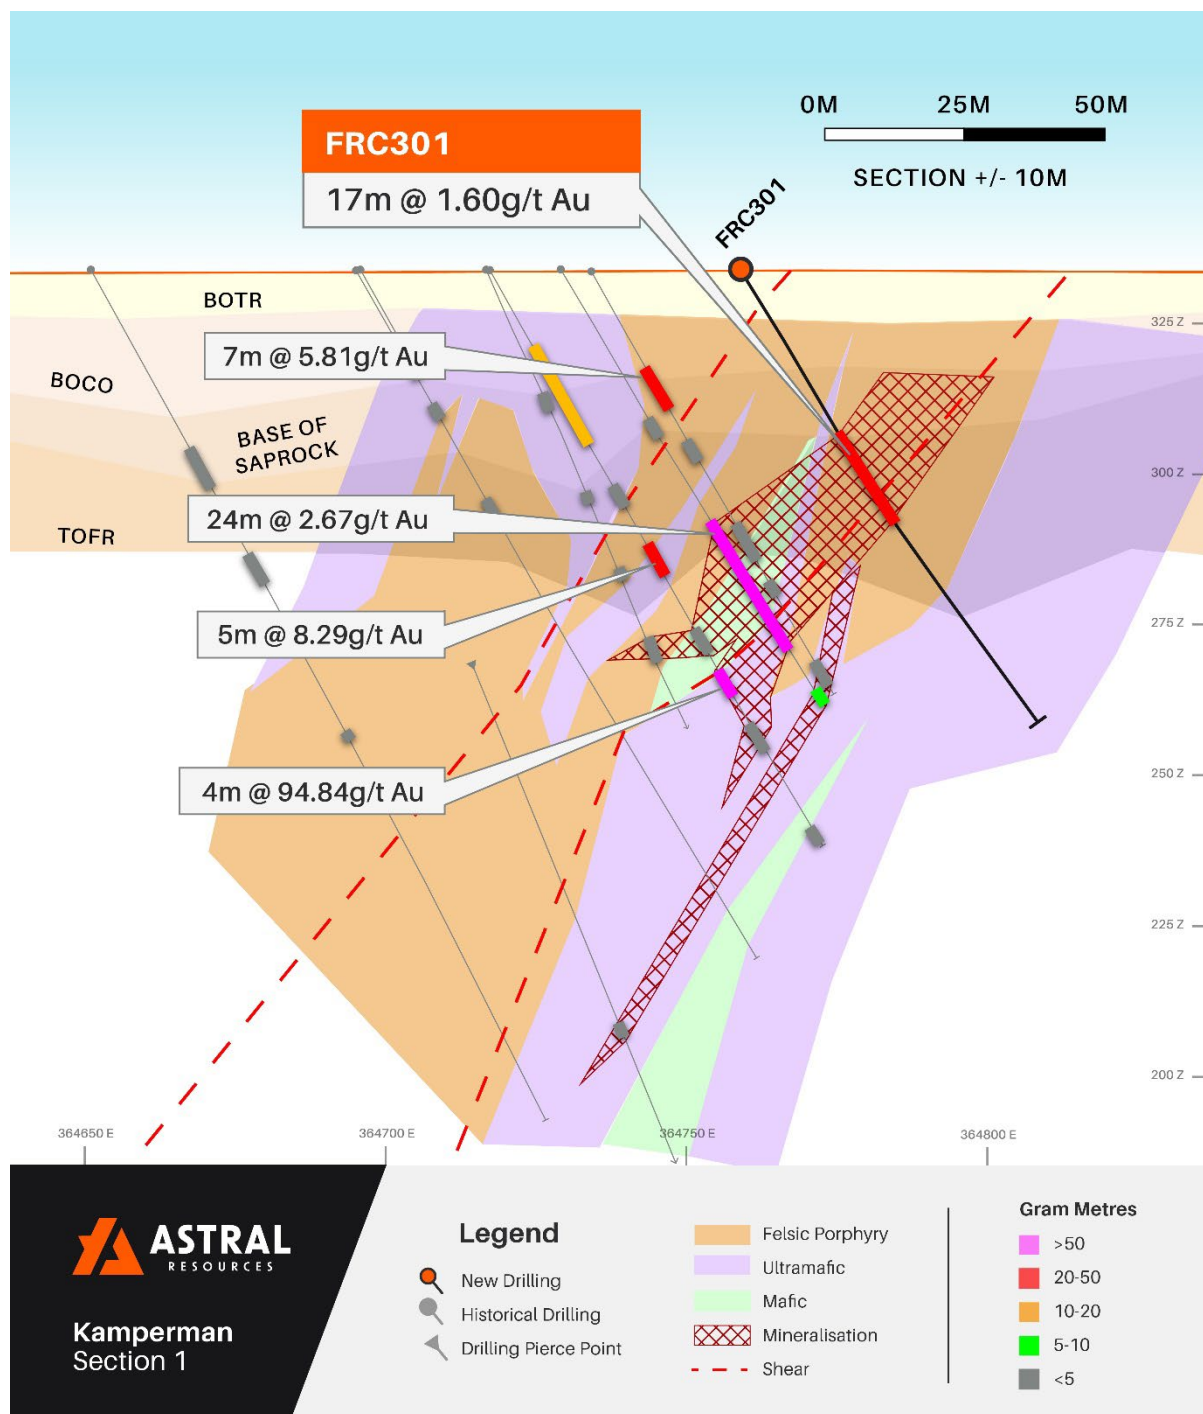 0M 25M 50M
SECTION +/- 10M
FRC301
17m @ 1.60g/t Au
FRC301
BOTR
325 Z
7m @ 5.81g/t Au
BOCO
BASE OF
SAPROCK
300 Z
24m @ 2.67g/t Au
TOFR
275 Z
5m @ 8.29g/t Au
250 Z
4m @ 94.84g/t Au
225 Z
200 Z
364650 E 364700 E 364750 E 364800 E
ASTRAL
RESOURCES
Kamperman
Section 1
Legend
New Drilling
Historical Drilling
Drilling Pierce Point
Felsic Porphyry
Ultramafic
Mafic
Mineralisation
Shear
Gram Metres
>50
20-50
10-20
5-10
<5